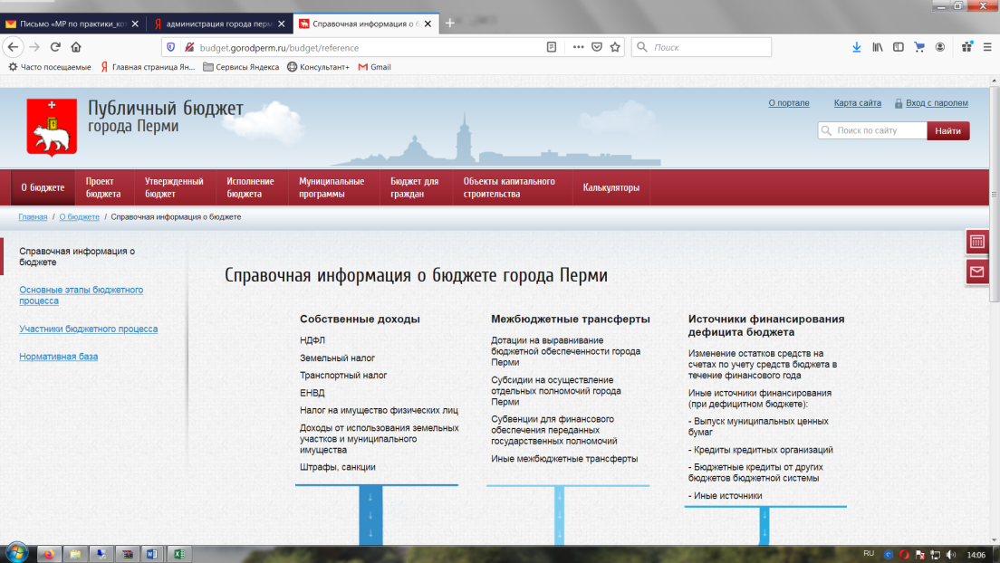 Письмо «МР по практики_кот
администрация города перм
Справочная информация о б
budget.gorodperm.ru/budget/reference
Поиск
Часто посещаемые
Главная страница Ян...
Сервисы Яндекса
Консультант+
Gmail
Публичный бюджет
города Перми
О портале
Карта сайта
Вход с паролем
Поиск по сайту
Найти
О бюджете
Проект
бюджета
Утвержденный
бюджет
Исполнение
бюджета
Муниципальные
программы
Бюджет для
граждан
Объекты капитального
строительства
Калькуляторы
Главная / О бюджете / Справочная информация о бюджете
Справочная информация о
бюджете
Основные этапы бюджетного
процесса
Участники бюджетного процесса
Нормативная база
Справочная информация о бюджете города Перми
Собственные доходы
НДФЛ
Земельный налог
Транспортный налог
ЕНВД
Налог на имущество физических лиц
Доходы от использования земельных
участков и муниципального
имущества
Штрафы, санкции
Межбюджетные трансферты
Дотации на выравнивание
бюджетной обеспеченности города
Перми
Субсидии на осуществление
отдельных полномочий города
Перми
Субвенции для финансового
обеспечения переданных
государственных полномочий
Иные межбюджетные трансферты
Источники финансирования
дефицита бюджета
Изменение остатков средств на
счетах по учету средств бюджета в
течение финансового года
Иные источники финансирования
(при дефицитном бюджете):
- Выпуск муниципальных ценных
бумаг
- Кредиты кредитных организаций
- Бюджетные кредиты от других
бюджетов бюджетной системы
- Иные источники
RU
14:06